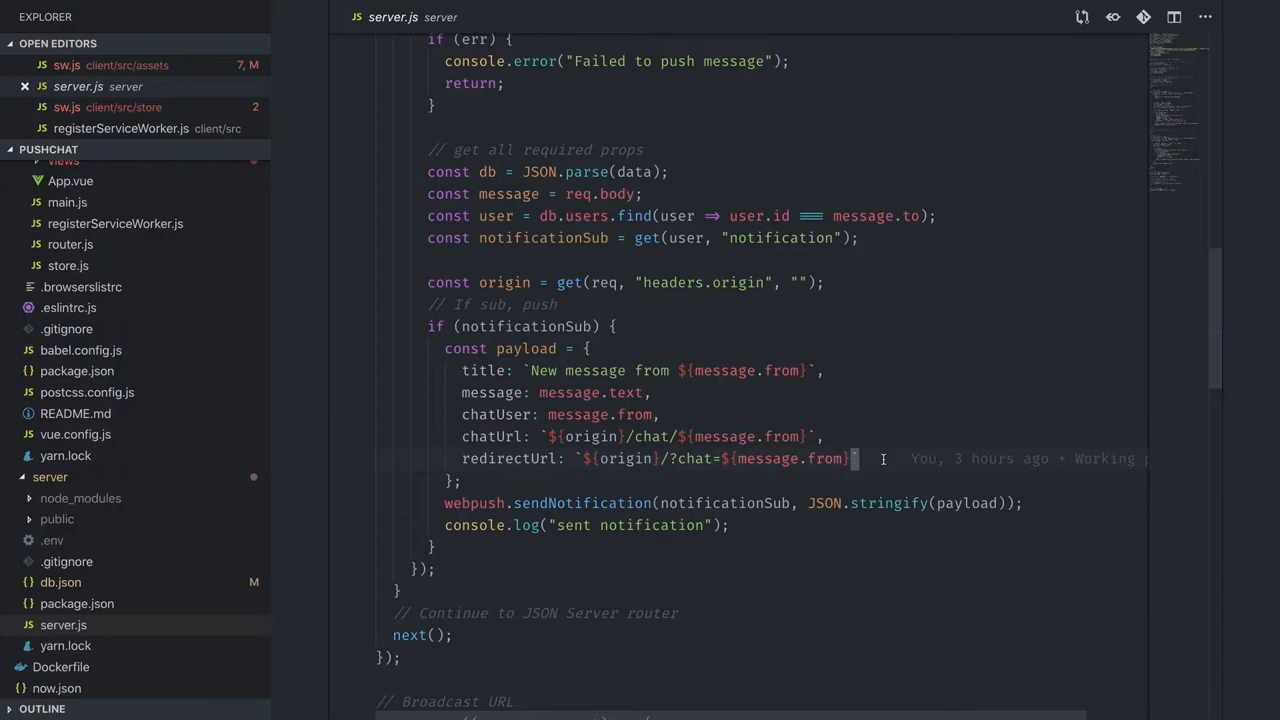 EXPLORER
OPEN EDITORS
JS sw.js client/src/assets 7, M
JS server.js server
JS sw.js client/src/store 2
JS registerServiceWorker.js client/src
PUSHCHAT
views
App.vue
JS main.js
JS registerServiceWorker.js
JS router.js
JS store.js
.browserslistrc
.eslintrc.js
.gitignore
JS babel.config.js
package.json
JS postcss.config.js
README.md
JS vue.config.js
yarn.lock
server
node_modules
public
.env
.gitignore
{} db.json M
{} package.json
JS server.js
yarn.lock
Dockerfile
{} now.json
OUTLINE
JS server.js server
if (err) {
console.error("Failed to push message");
return;
}
// get all required props
const db = JSON.parse(data);
const message = req.body;
const user = db.users.find(user => user.id === message.to);
const notificationSub = get(user, "notification");
const origin = get(req, "headers.origin", "");
// If sub, push
if (notificationSub) {
const payload = {
title: `New message from ${message.from}`,
message: message.text,
chatUser: message.from,
chatUrl: `${origin}/chat/${message.from}`,
redirectUrl: `${origin}/?chat=${message.from}` You, 3 hours ago • Working
};
webpush.sendNotification(notificationSub, JSON.stringify(payload));
console.log("sent notification");
}
});
}
// Continue to JSON Server router
next();
});
// Broadcast URL